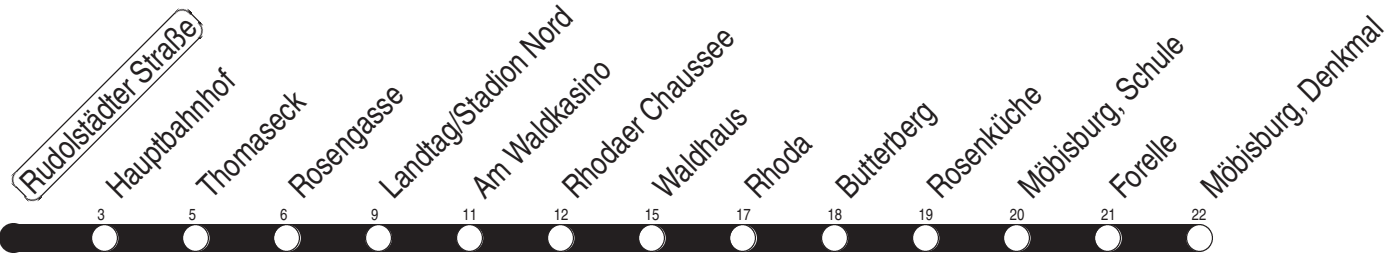 Rudolstädter Straße
Hauptbahnhof
Thomaseck
Rosengasse
Landtag/Stadion Nord
Am Waldkasino
Rhodaer Chaussee
Waldhaus
Rhoda
Butterberg
Rosenküche
Möbisburg, Schule
Forelle
Möbisburg, Denkmal
3 5 6 9 11 12 15 17 18 19 20 21 22